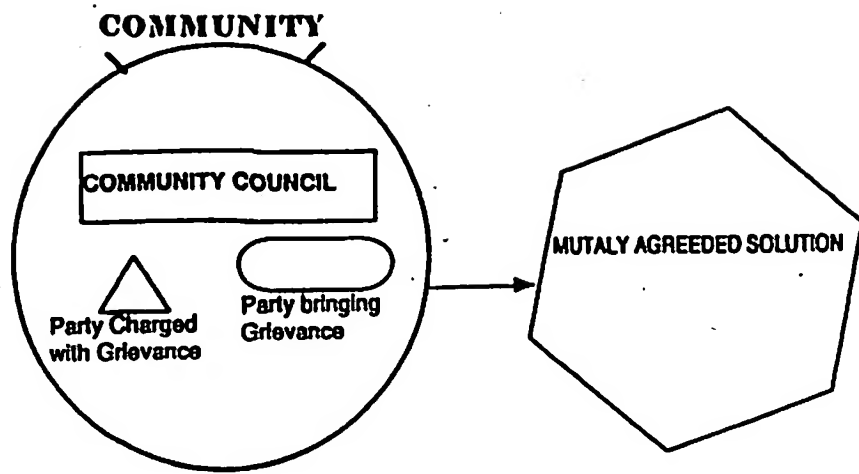 COMMUNITY
COMMUNITY COUNCIL
Party Charged
with Grievance
Party bringing
Grievance
MUTALY AGREEDED SOLUTION